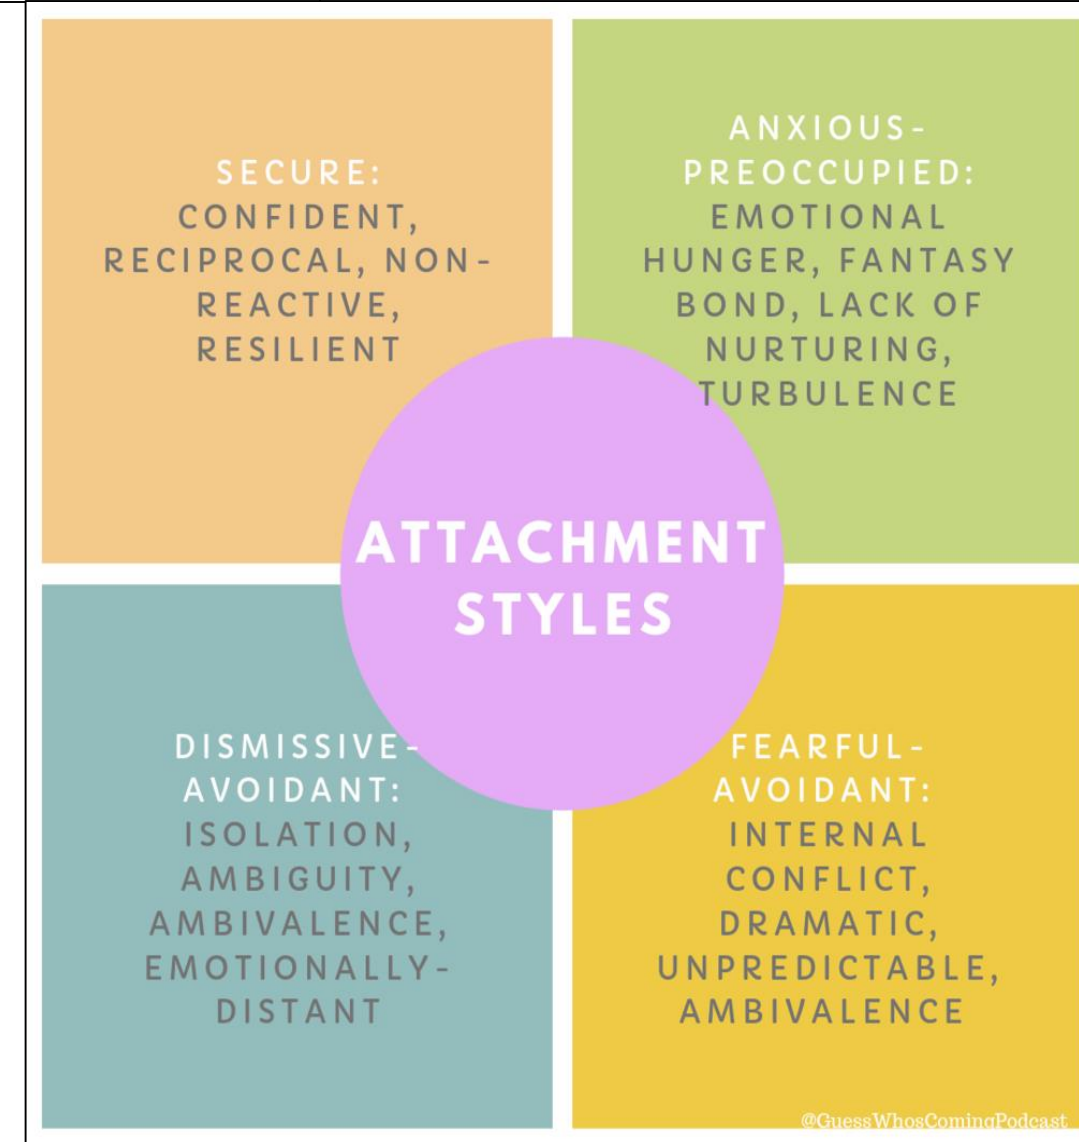 SECURE:
CONFIDENT,
RECIPROCAL, NON-
REACTIVE,
RESILIENT
ANXIOUS-
PREOCCUPIED:
EMOTIONAL
HUNGER, FANTASY
BOND, LACK OF
NURTURING,
TURBULENCE
ATTACHMENT
STYLES
DISMISSIVE-
AVOIDANT:
ISOLATION,
AMBIGUITY,
AMBIVALENCE,
EMOTIONALLY-
DISTANT
FEARFUL-
AVOIDANT:
INTERNAL
CONFLICT,
DRAMATIC,
UNPREDICTABLE,
AMBIVALENCE
@GuessWhosComingPodcast